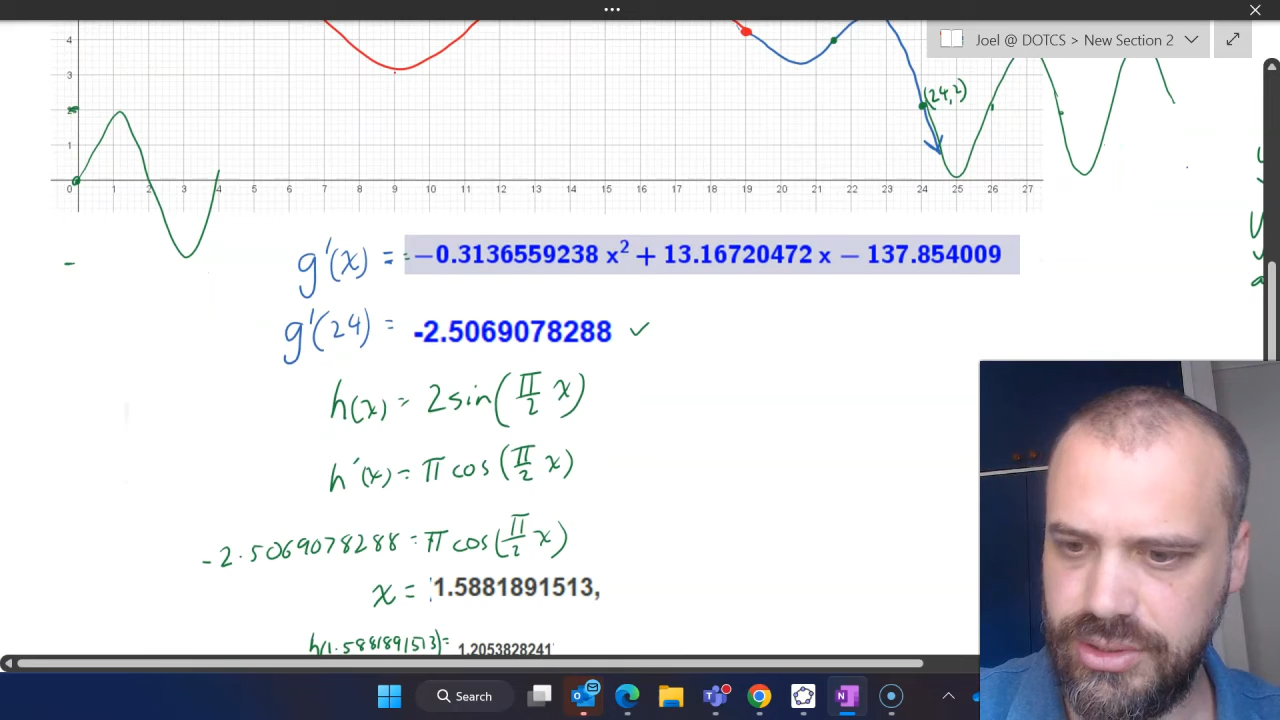 Joel @ DOTCS > New Section 2
4
3
2
1
(24,2)
0 1 2 3 4 5 6 7 8 9 10 11 12 13 14 15 16 17 18 19 20 21 22 23 24 25 26 27
g'(x) = = −0.3136559238 x² + 13.16720472 x − 137.854009
g'(24) = -2.5069078288 ✓
h(x) = 2sin(π/2 x)
h'(x) = π cos(π/2 x)
-2.5069078288 = π cos(π/2 x)
x = 1.5881891513,
h(1.5881891513) = 1.2053828241
Search